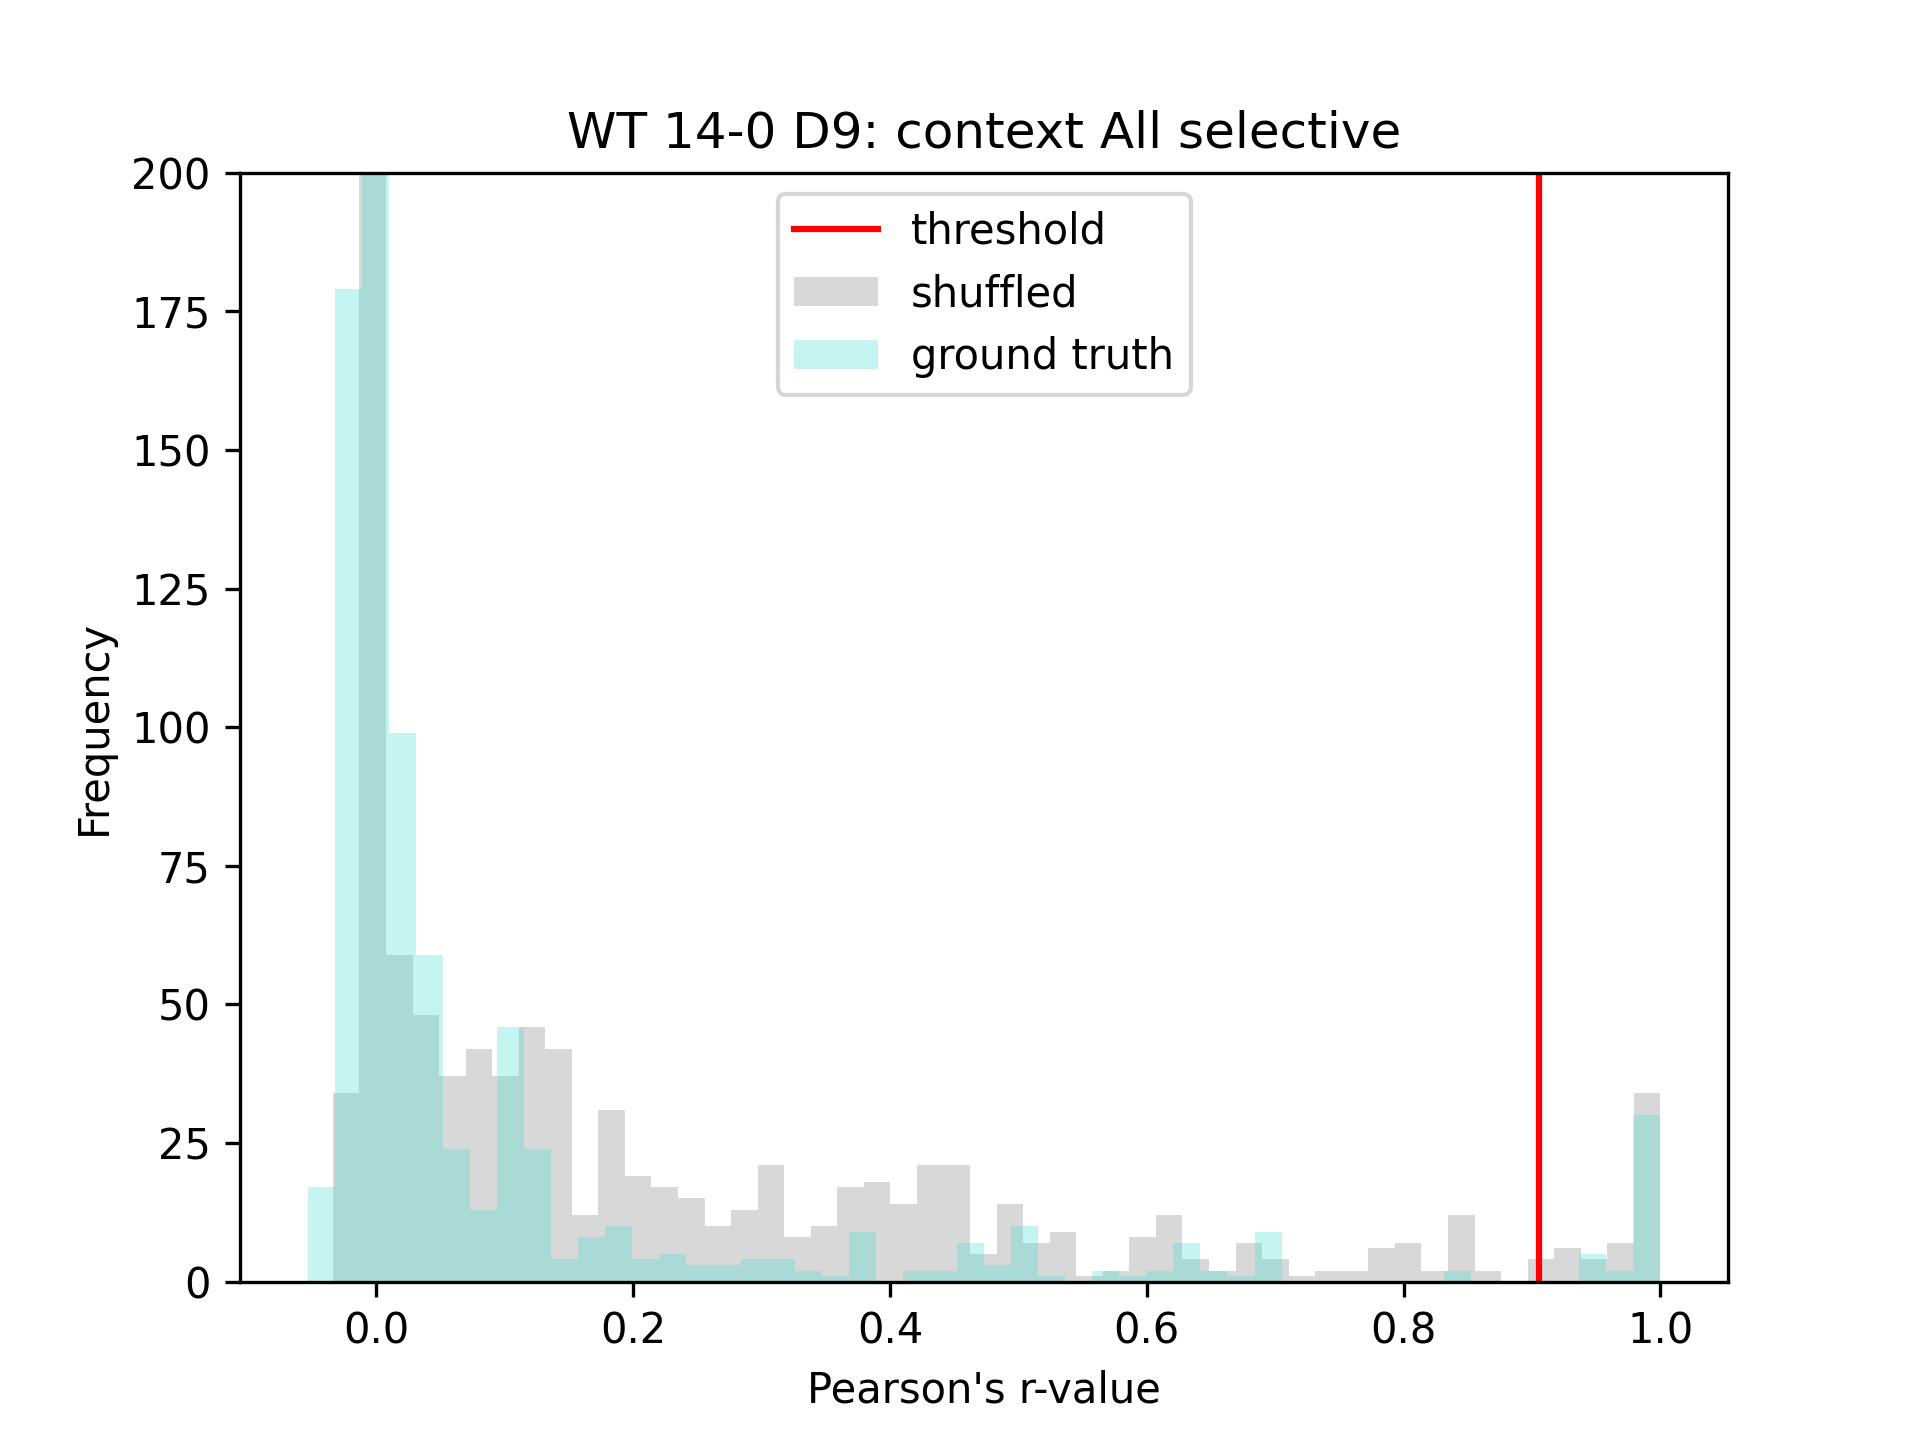 WT 14-0 D9: context All selective
200
175
150
125
100
75
50
25
0
Frequency
threshold
shuffled
ground truth
0.0 0.2 0.4 0.6 0.8 1.0
Pearson's r-value